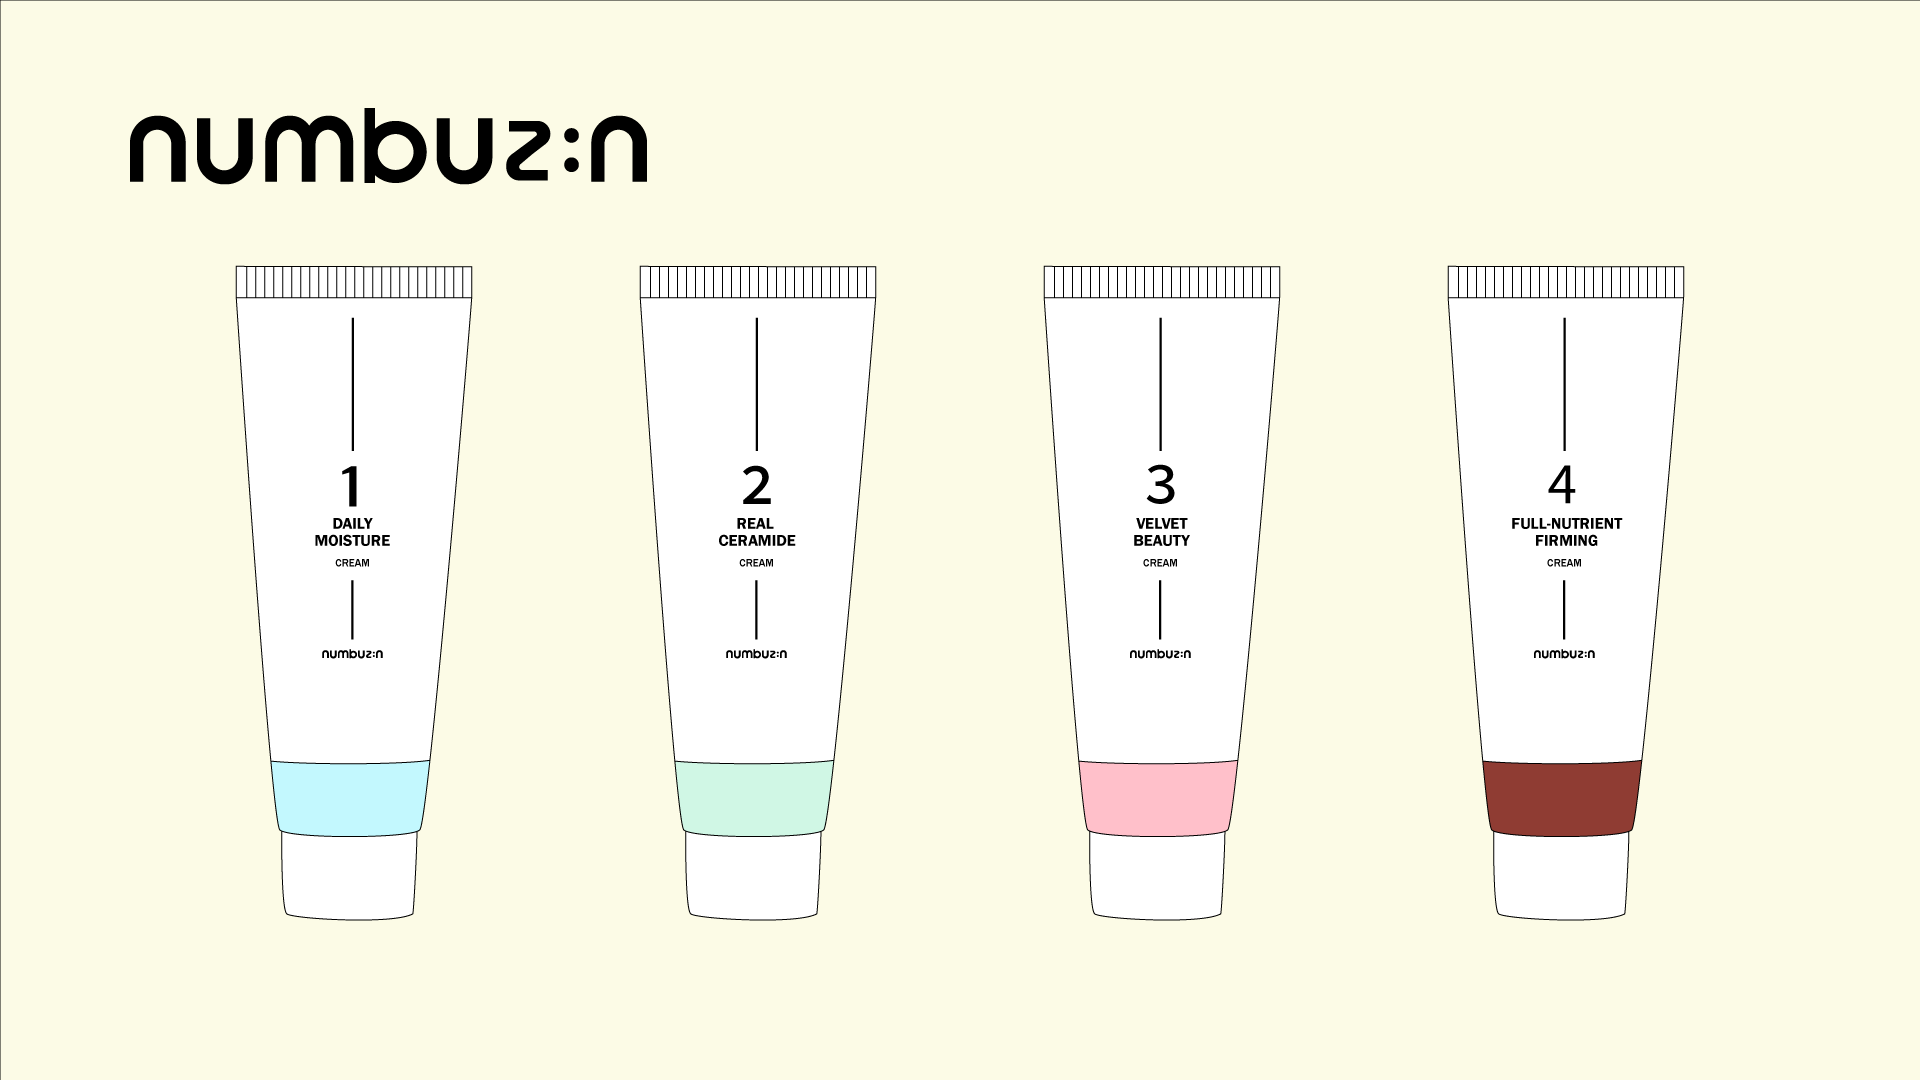 numbuz:n
1
DAILY
MOISTURE
CREAM
numbuz:n
2
REAL
CERAMIDE
CREAM
numbuz:n
3
VELVET
BEAUTY
CREAM
numbuz:n
4
FULL-NUTRIENT
FIRMING
CREAM
numbuz:n